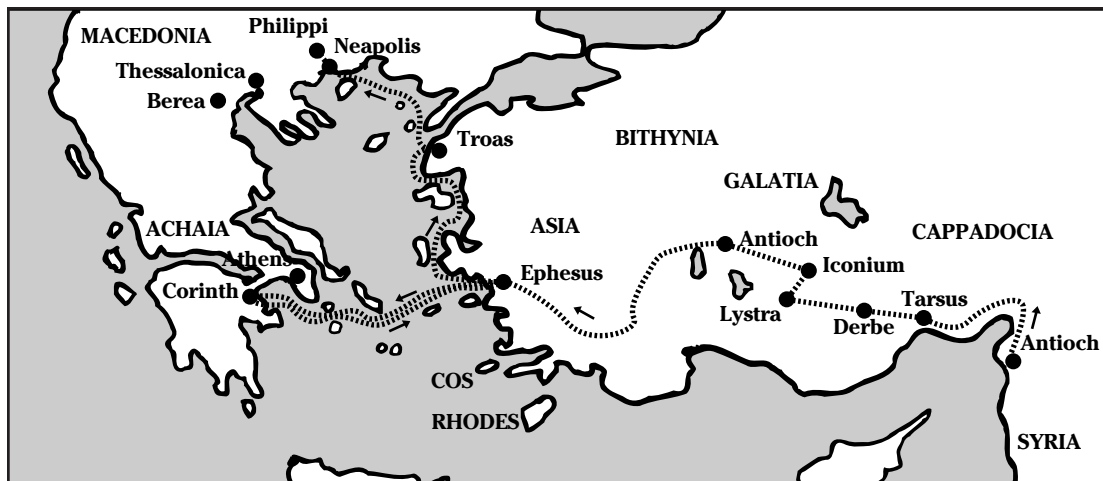 Philippi
MACEDONIA
Neapolis
Thessalonica
Berea
Troas
BITHYNIA
GALATIA
ACHAIA
ASIA
CAPPADOCIA
Antioch
Athens
Iconium
Ephesus
Corinth
Tarsus
Lystra
Derbe
Antioch
COS
RHODES
SYRIA